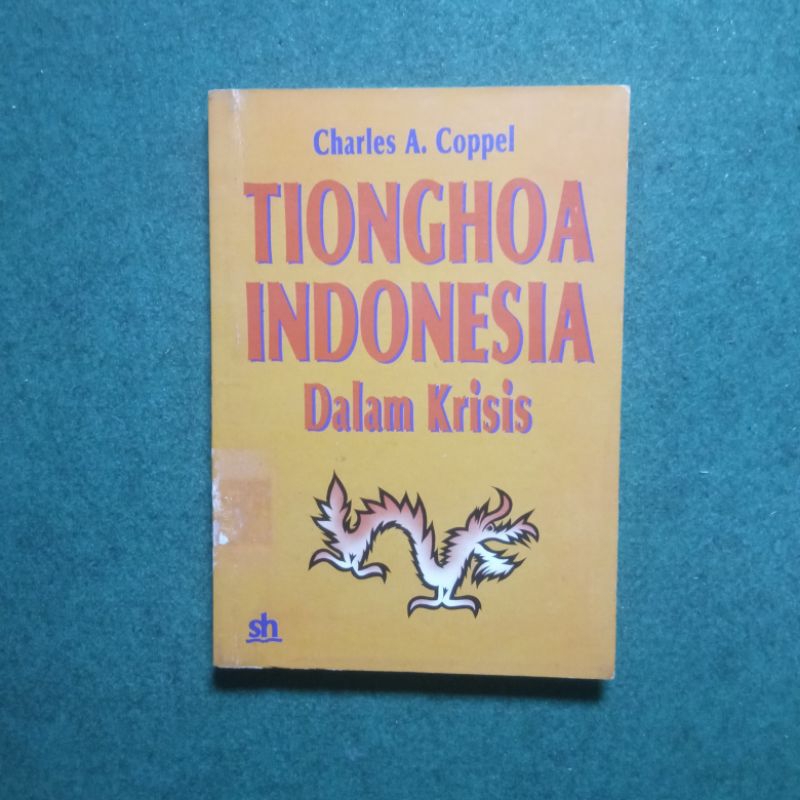 Charles A. Coppel
TIONGHOA
INDONESIA
Dalam Krisis
sh